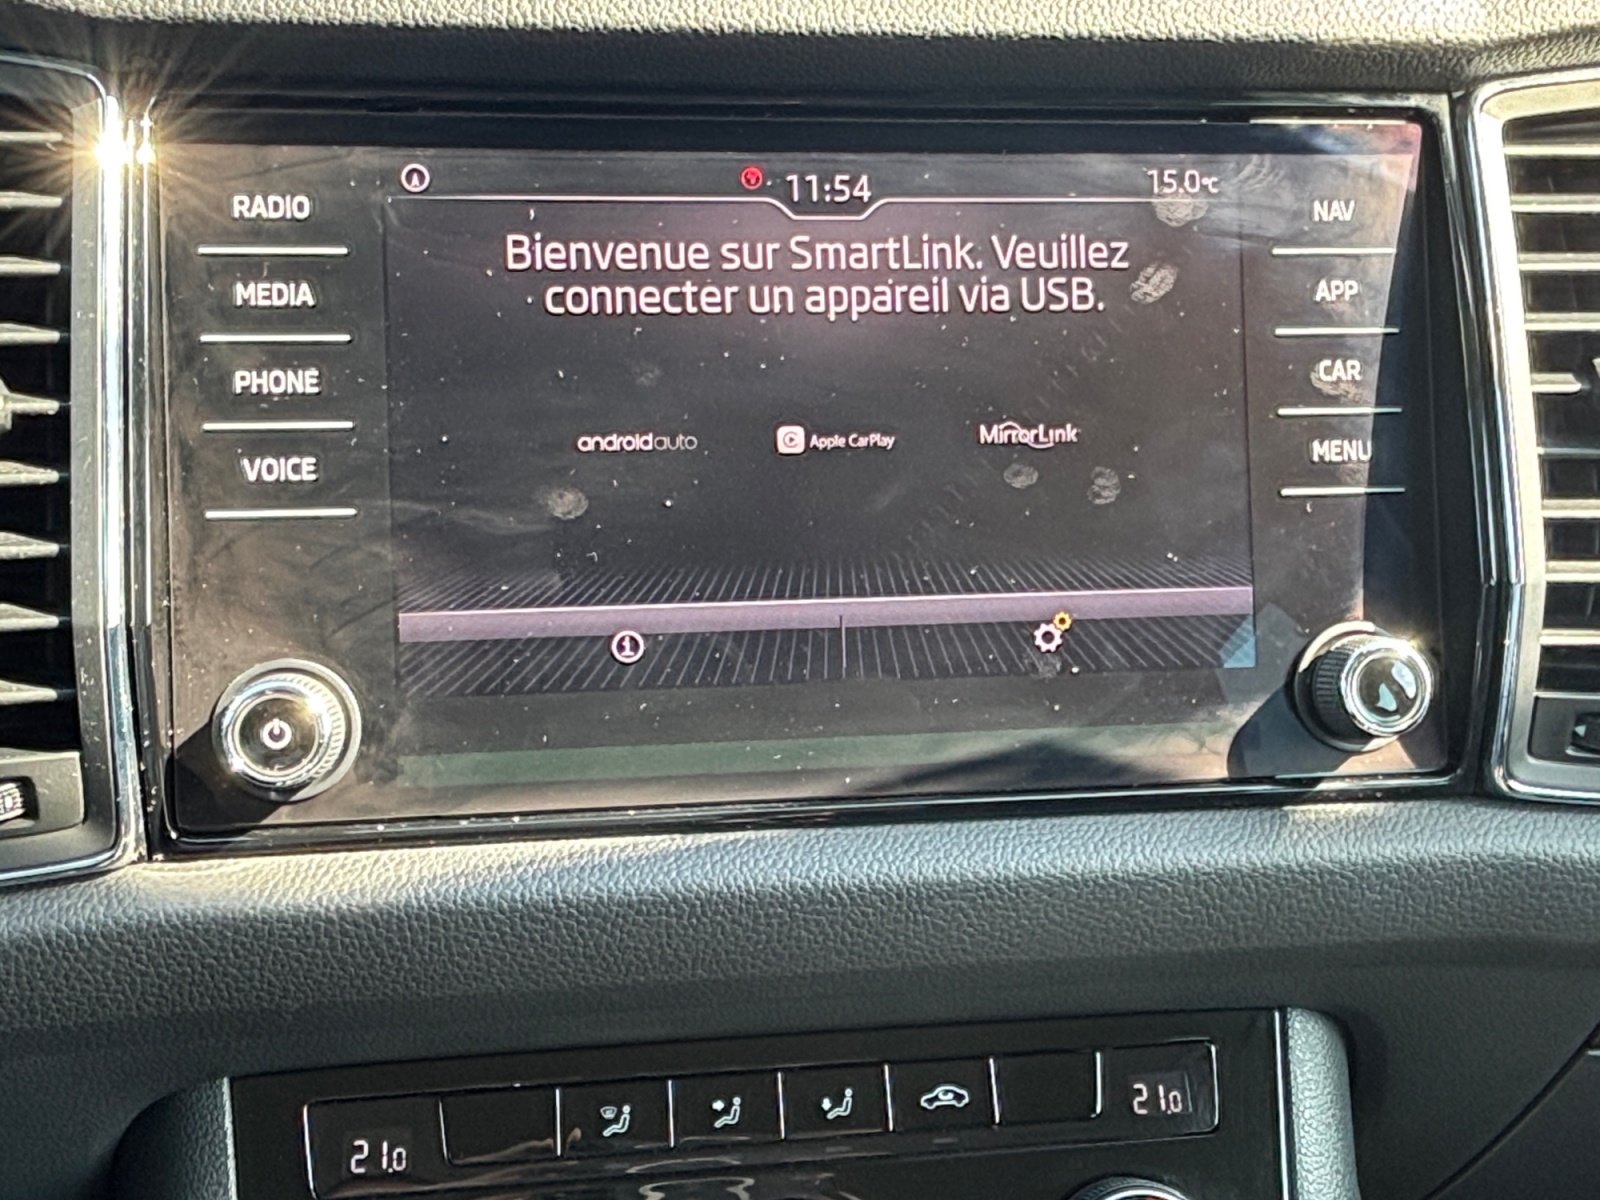 11:54
15.0°C
RADIO
MEDIA
PHONE
VOICE
Bienvenue sur SmartLink. Veuillez
connecter un appareil via USB.
androidauto
Apple CarPlay
MirrorLink
NAV
APP
CAR
MENU
21.0
21.0